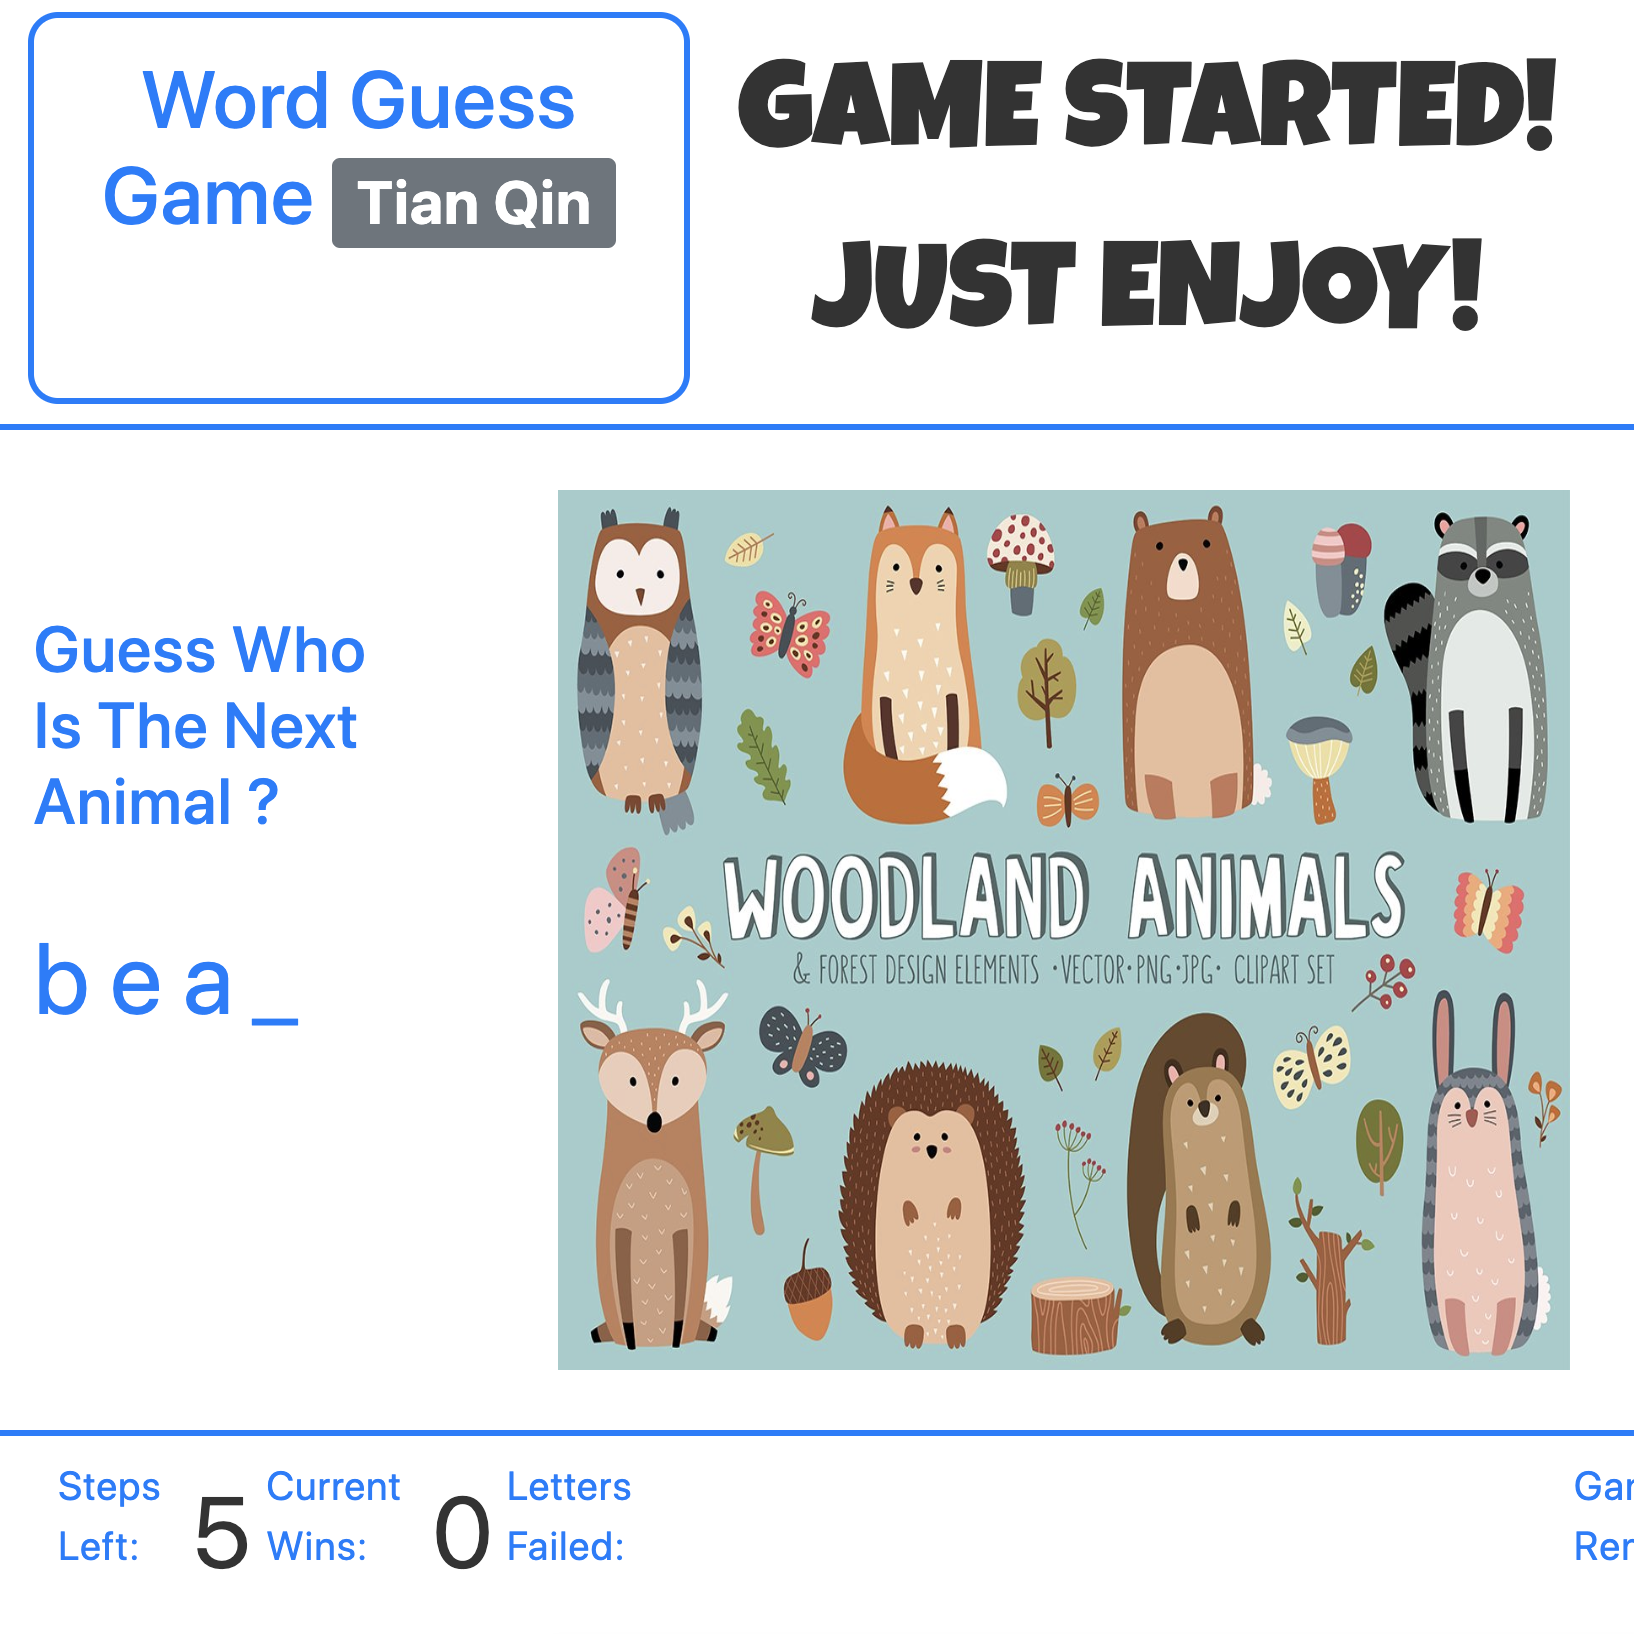 Word Guess
Game Tian Qin
GAME STARTED!
JUST ENJOY!
Guess Who
Is The Next
Animal ?
b e a _
WOODLAND ANIMALS
& FOREST DESIGN ELEMENTS •VECTOR•PNG•JPG• CLIPART SET
Steps
Left: 5
Current
Wins: 0
Letters
Failed: